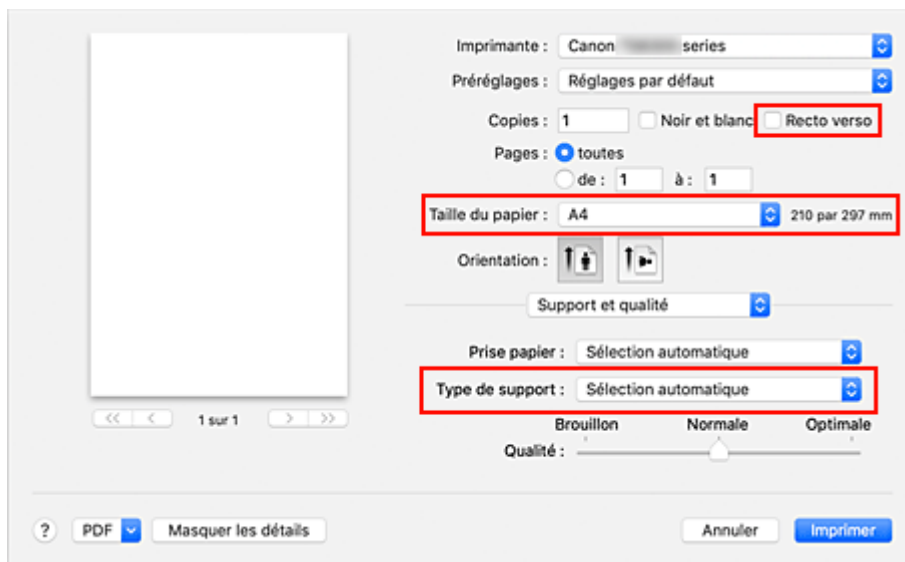 Imprimante : Canon series
Préréglages : Réglages par défaut
Copies : 1 Noir et blanc Recto verso
Pages : toutes
de : 1 à : 1
Taille du papier : A4 210 par 297 mm
Orientation :
Support et qualité
Prise papier : Sélection automatique
Type de support : Sélection automatique
Brouillon Normale Optimale
Qualité :
<< < 1 sur 1 > >>
? PDF Masquer les détails Annuler Imprimer